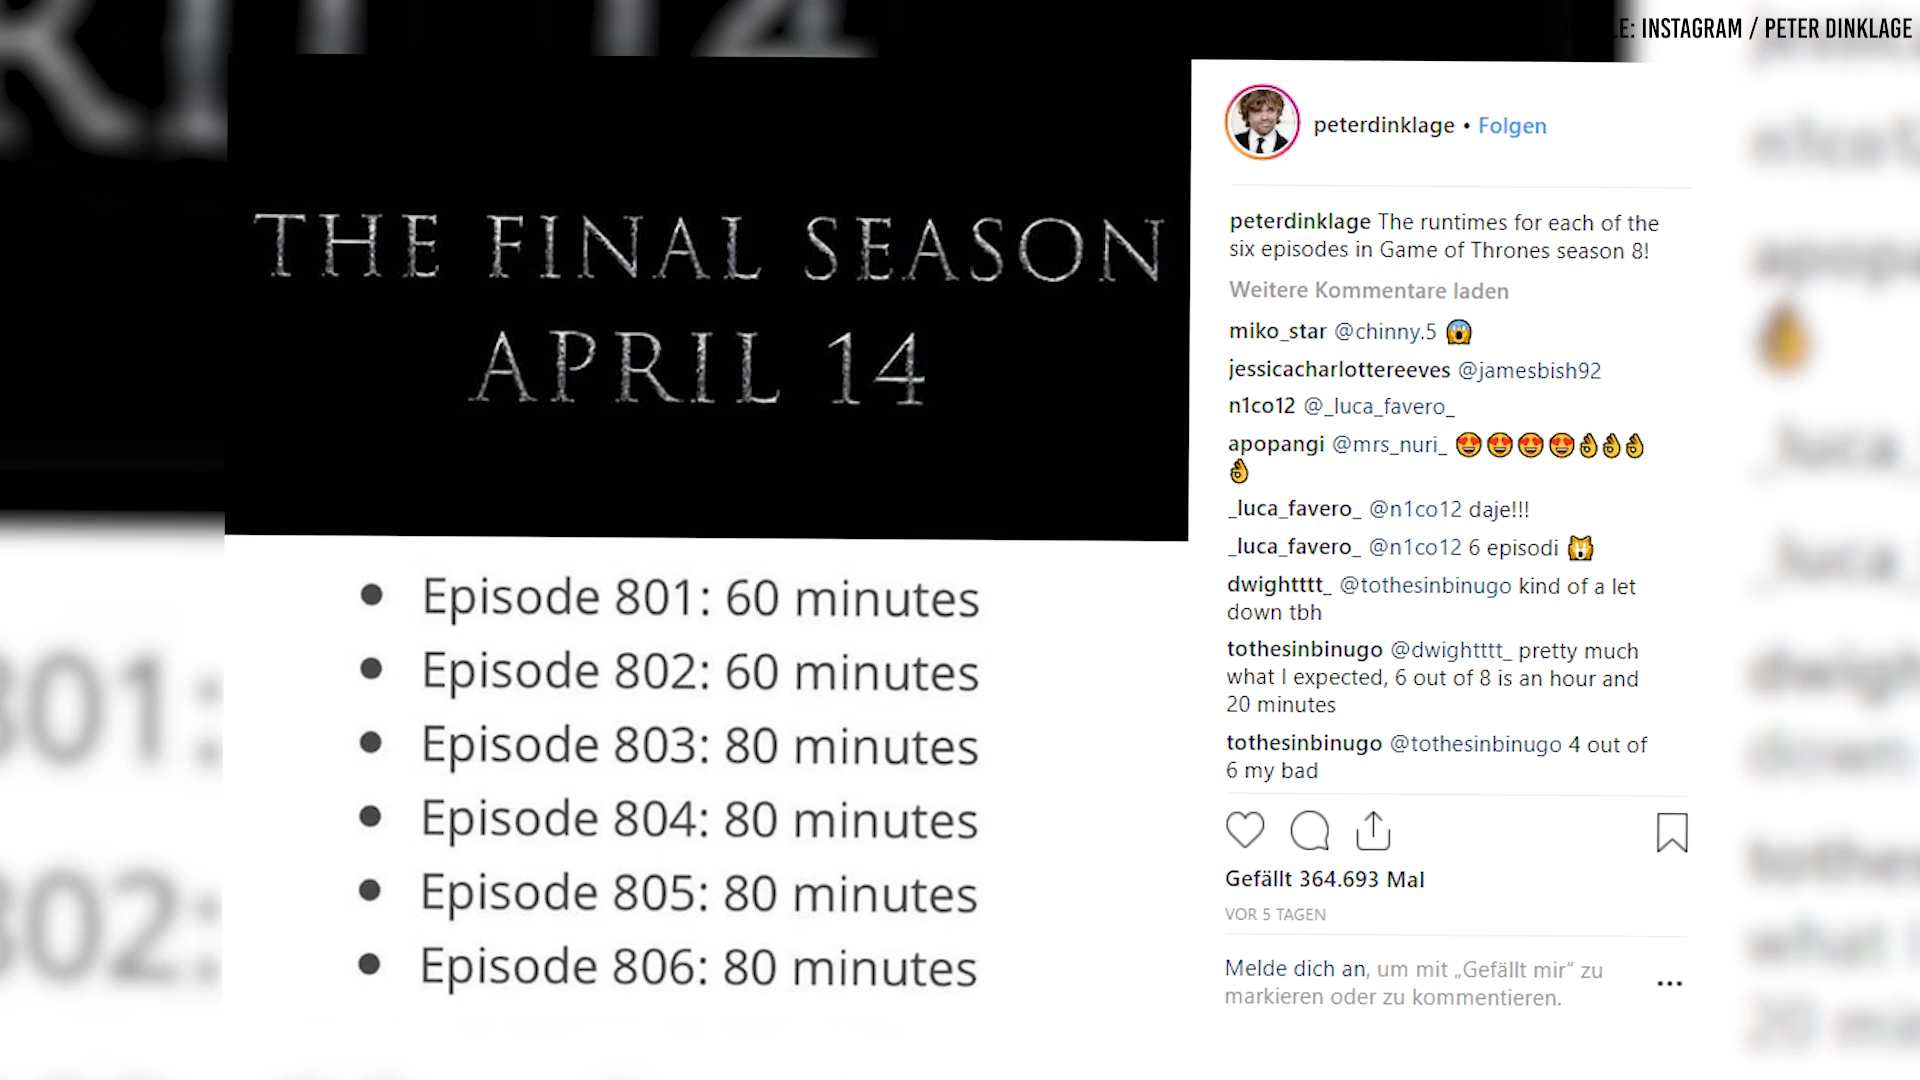 INSTAGRAM / PETER DINKLAGE
THE FINAL SEASON
APRIL 14
• Episode 801: 60 minutes
• Episode 802: 60 minutes
• Episode 803: 80 minutes
• Episode 804: 80 minutes
• Episode 805: 80 minutes
• Episode 806: 80 minutes
peterdinklage • Folgen
peterdinklage The runtimes for each of the
six episodes in Game of Thrones season 8!
Weitere Kommentare laden
miko_star @chinny.5 😱
jessicacharlottereeves @jamesbish92
n1co12 @_luca_favero_
apopangi @mrs_nuri_ 😍😍😍😍👌👌👌
👌
_luca_favero_ @n1co12 daje!!!
_luca_favero_ @n1co12 6 episodi 🙀
dwightttt_ @tothesinbinugo kind of a let
down tbh
tothesinbinugo @dwightttt_ pretty much
what I expected, 6 out of 8 is an hour and
20 minutes
tothesinbinugo @tothesinbinugo 4 out of
6 my bad
Gefällt 364.693 Mal
VOR 5 TAGEN
Melde dich an, um mit „Gefällt mir“ zu
markieren oder zu kommentieren.